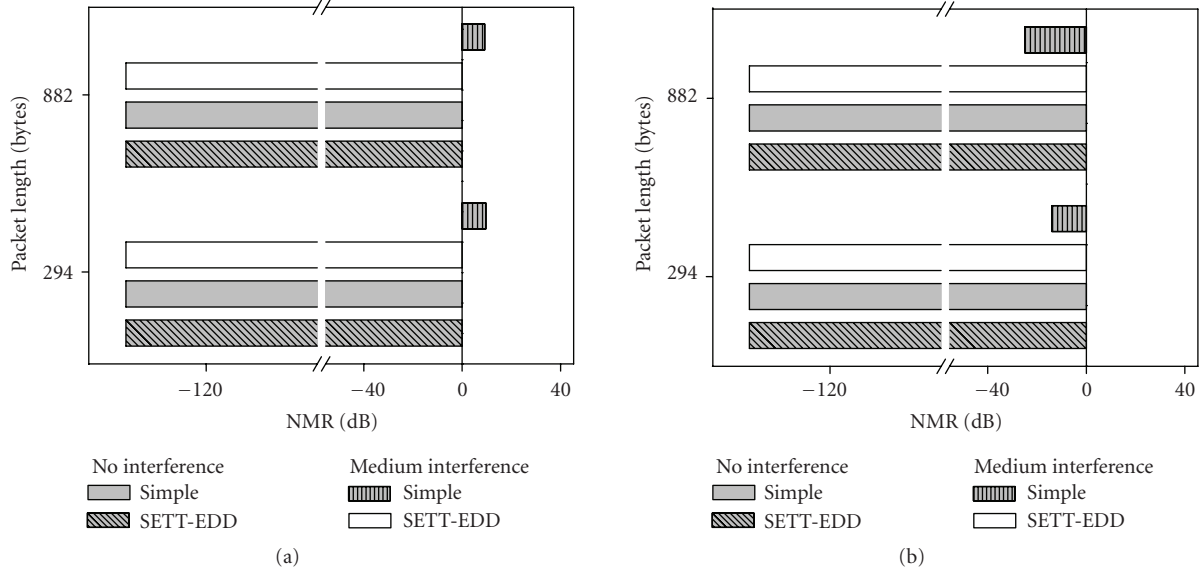 Packet length (bytes)
882
294
−120
−40
0
40
NMR (dB)
No interference
Simple
SETT-EDD
Medium interference
Simple
SETT-EDD
(a)
Packet length (bytes)
882
294
−120
−40
0
40
NMR (dB)
No interference
Simple
SETT-EDD
Medium interference
Simple
SETT-EDD
(b)